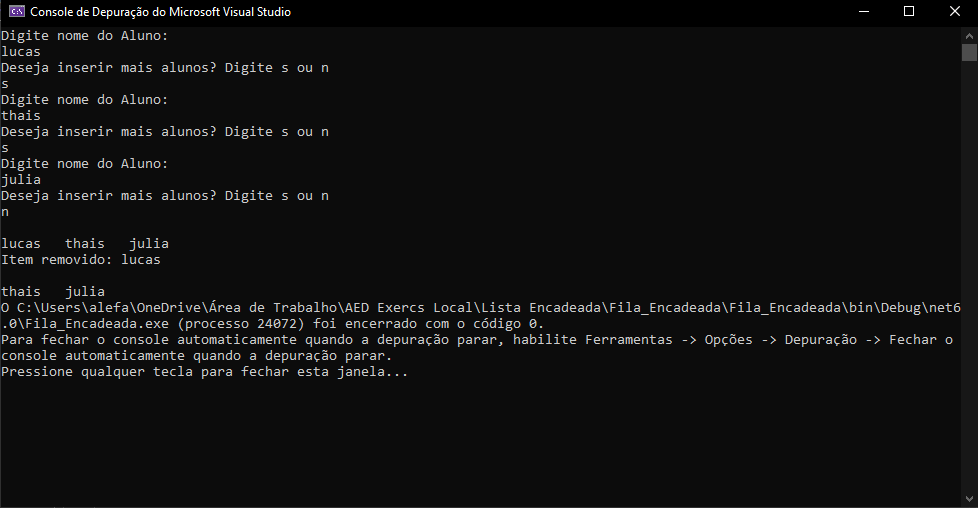 Console de Depuração do Microsoft Visual Studio
Digite nome do Aluno:
lucas
Deseja inserir mais alunos? Digite s ou n
s
Digite nome do Aluno:
thais
Deseja inserir mais alunos? Digite s ou n
s
Digite nome do Aluno:
julia
Deseja inserir mais alunos? Digite s ou n
n
lucas   thais   julia
Item removido: lucas
thais   julia
O C:\Users\alefa\OneDrive\Área de Trabalho\AED Exercs Local\Lista Encadeada\Fila_Encadeada\Fila_Encadeada\bin\Debug\net6
.0\Fila_Encadeada.exe (processo 24072) foi encerrado com o código 0.
Para fechar o console automaticamente quando a depuração parar, habilite Ferramentas -> Opções -> Depuração -> Fechar o
console automaticamente quando a depuração parar.
Pressione qualquer tecla para fechar esta janela...